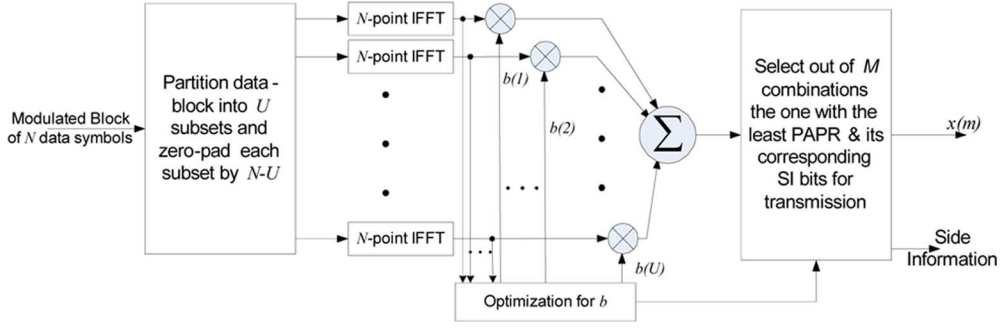 Modulated Block
of N data symbols
Partition data -
block into U
subsets and
zero-pad each
subset by N-U
N-point IFFT
N-point IFFT
N-point IFFT
b(1)
b(2)
b(U)
Σ
Optimization for b
Select out of M
combinations
the one with the
least PAPR & its
corresponding
SI bits for
transmission
x(m)
Side
Information